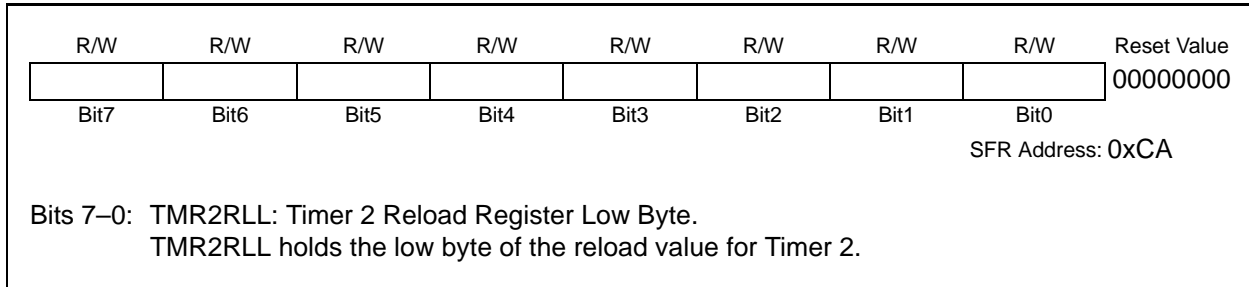 R/W R/W R/W R/W R/W R/W R/W R/W Reset Value
00000000
Bit7 Bit6 Bit5 Bit4 Bit3 Bit2 Bit1 Bit0
SFR Address: 0xCA
Bits 7–0: TMR2RLL: Timer 2 Reload Register Low Byte.
TMR2RLL holds the low byte of the reload value for Timer 2.